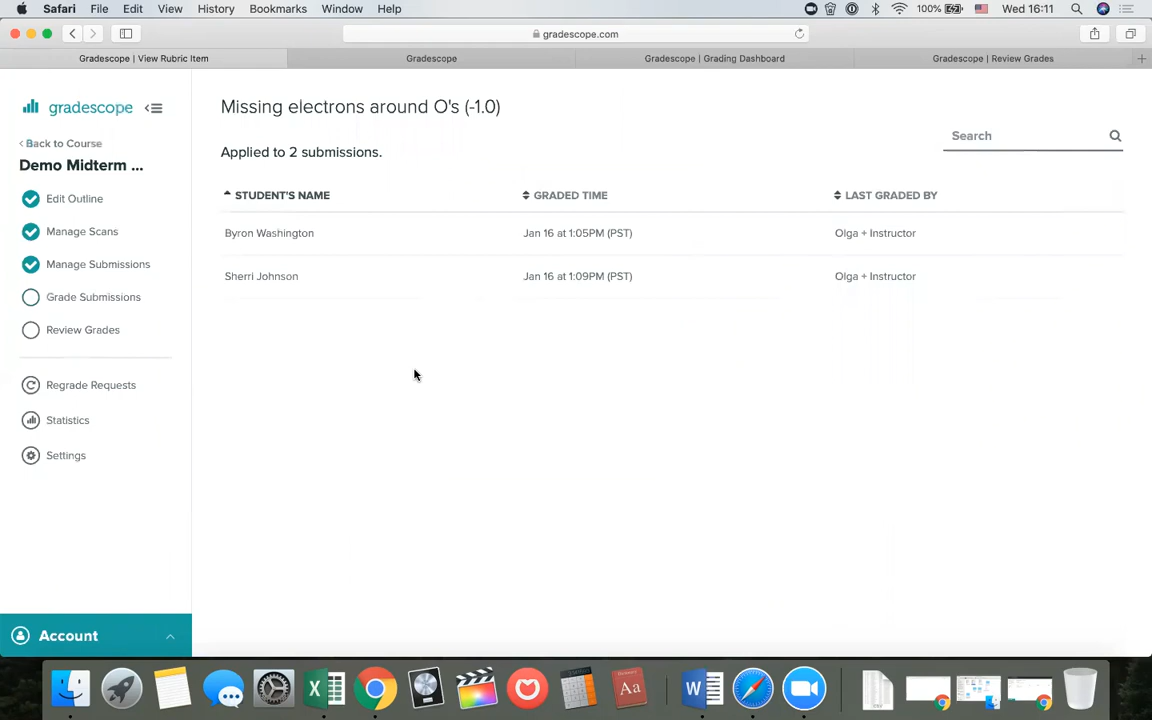 Safari File Edit View History Bookmarks Window Help 100% Wed 16:11
gradescope.com
Gradescope | View Rubric Item Gradescope Gradescope | Grading Dashboard Gradescope | Review Grades
gradescope
< Back to Course
Demo Midterm ...
Edit Outline
Manage Scans
Manage Submissions
Grade Submissions
Review Grades
Regrade Requests
Statistics
Settings
Account
Missing electrons around O's (-1.0)
Search
Applied to 2 submissions.
STUDENT'S NAME GRADED TIME LAST GRADED BY
Byron Washington Jan 16 at 1:05PM (PST) Olga + Instructor
Sherri Johnson Jan 16 at 1:09PM (PST) Olga + Instructor
Aa